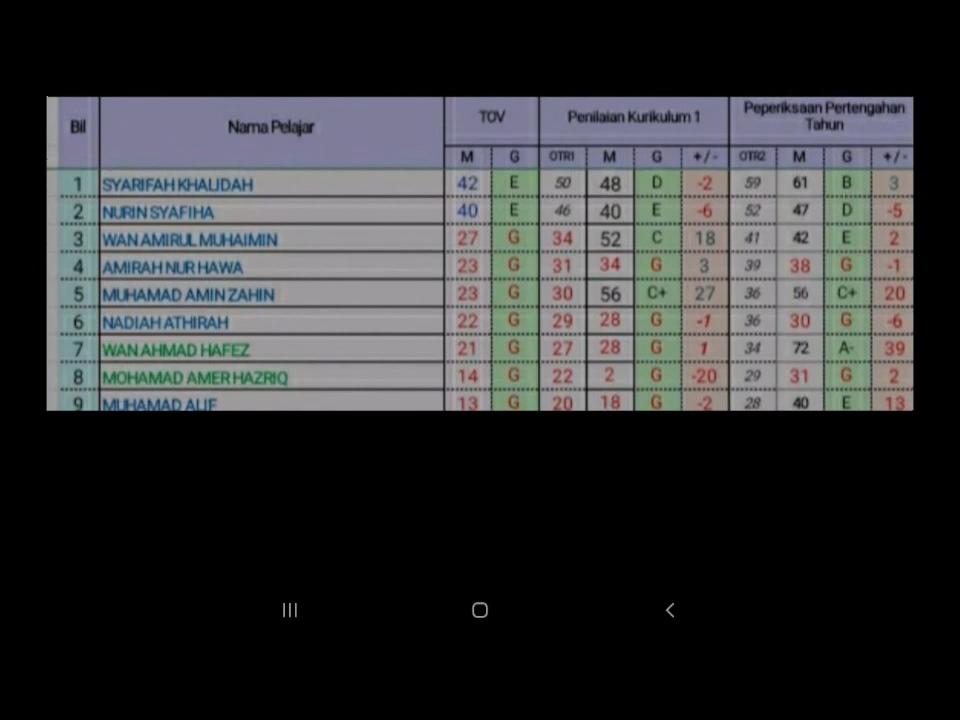 Bil Nama Pelajar TOV Penilaian Kurikulum 1 Peperiksaan Pertengahan Tahun
M G OTR1 M G +/- OTR2 M G +/-
1 SYARIFAH KHALIDAH 42 E 50 48 D -2 59 61 B 3
2 NURIN SYAFIHA 40 E 46 40 E -6 52 47 D -5
3 WAN AMIRUL MUHAIMIN 27 G 34 52 C 18 41 42 E 2
4 AMIRAH NUR HAWA 23 G 31 34 G 3 39 38 G -1
5 MUHAMAD AMIN ZAHIN 23 G 30 56 C+ 27 36 56 C+ 20
6 NADIAH ATHIRAH 22 G 29 28 G -1 36 30 G -6
7 WAN AHMAD HAFEZ 21 G 27 28 G 1 34 72 A- 39
8 MOHAMAD AMER HAZRIQ 14 G 22 2 G -20 29 31 G 2
9 MUHAMAD ALIF 13 G 20 18 G -2 28 40 E 13